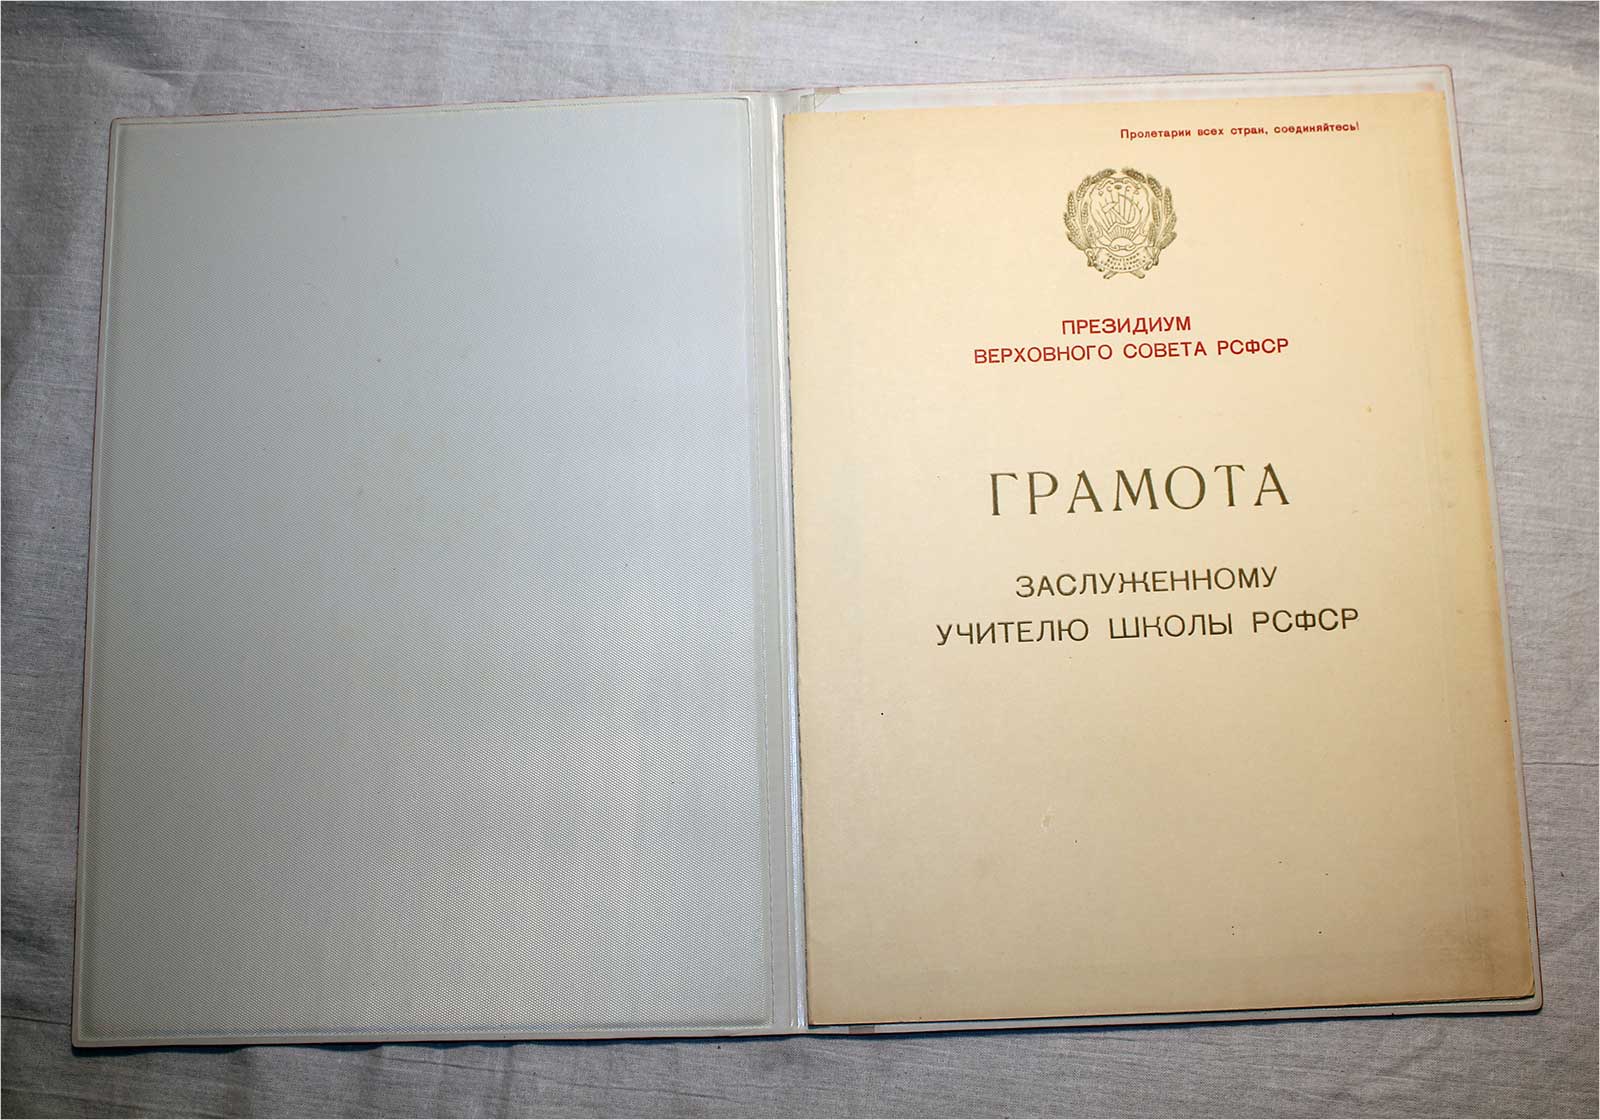 Пролетарии всех стран, соединяйтесь!
ПРЕЗИДИУМ
ВЕРХОВНОГО СОВЕТА РСФСР
ГРАМОТА
ЗАСЛУЖЕННОМУ
УЧИТЕЛЮ ШКОЛЫ РСФСР